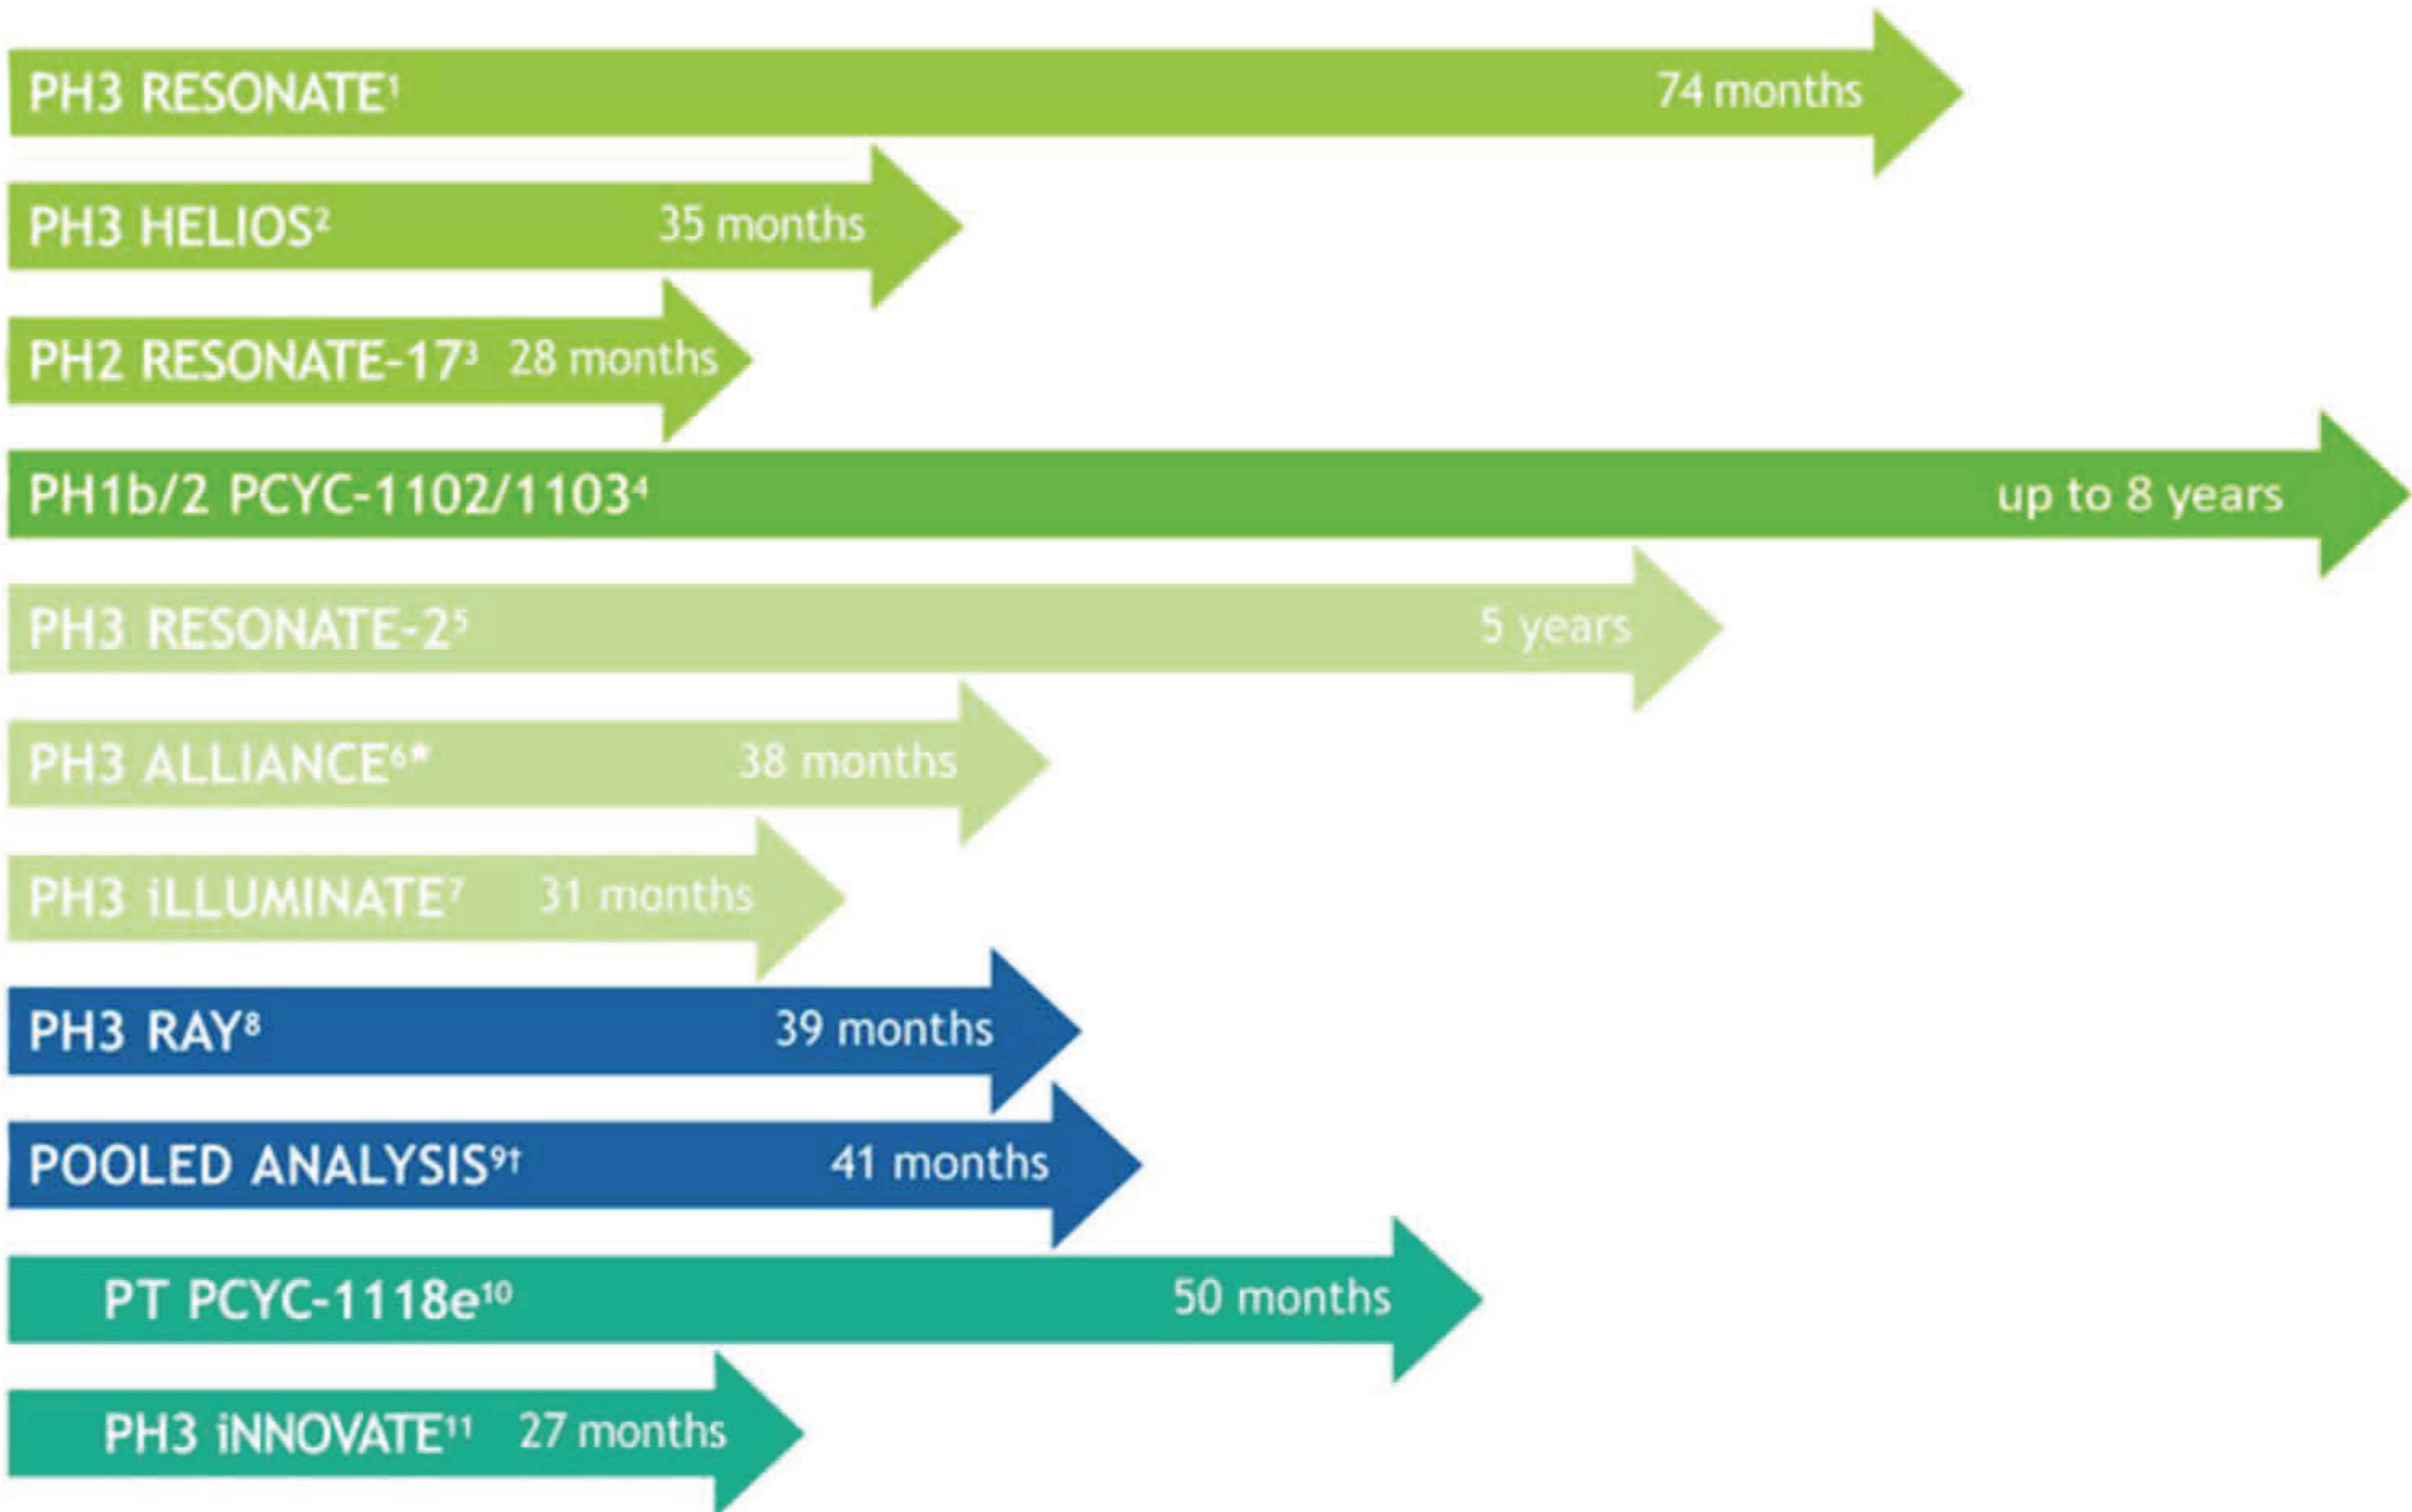 PH3 RESONATE¹ 74 months
PH3 HELIOS² 35 months
PH2 RESONATE-17³ 28 months
PH1b/2 PCYC-1102/1103⁴ up to 8 years
PH3 RESONATE-2⁵ 5 years
PH3 ALLIANCE⁶* 38 months
PH3 iLLUMINATE⁷ 31 months
PH3 RAY⁸ 39 months
POOLED ANALYSIS⁹† 41 months
PT PCYC-1118e¹⁰ 50 months
PH3 iNNOVATE¹¹ 27 months